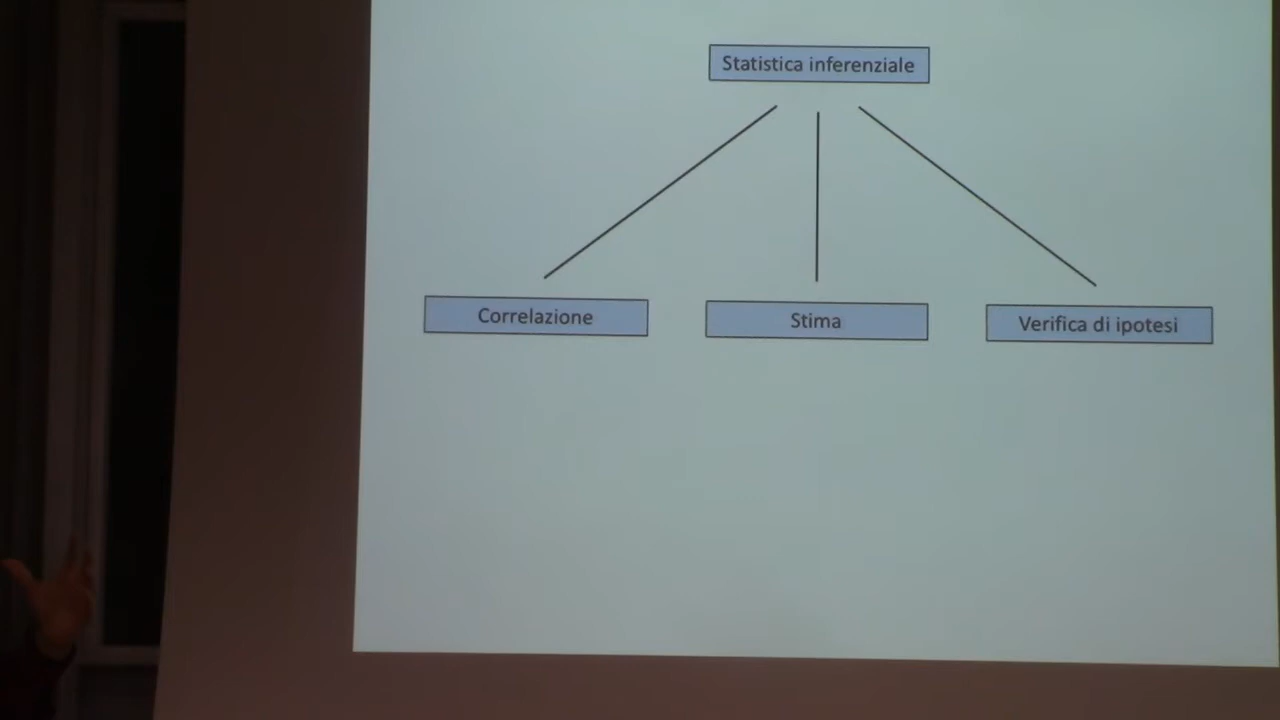 Statistica inferenziale
Correlazione
Stima
Verifica di ipotesi